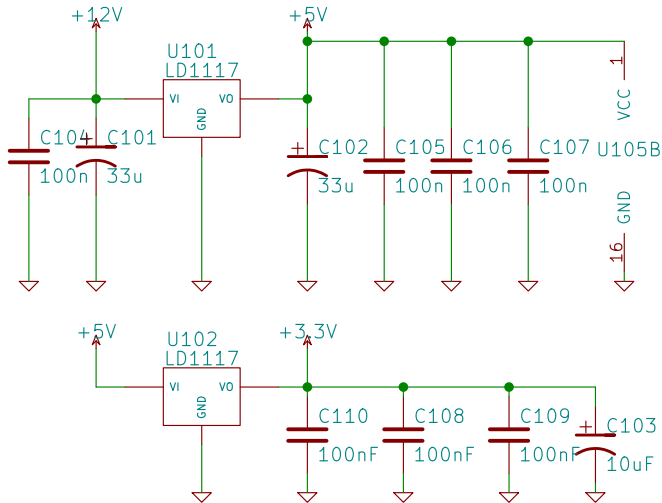 +12V
+5V
U101
LD1117
VI
VO
GND
C104
100n
C101
33u
C102
33u
C105
100n
C106
100n
C107
100n
1
VCC
U105B
GND
16
+5V
U102
LD1117
VI
VO
GND
+3.3V
C110
100nF
C108
100nF
C109
100nF
C103
10uF